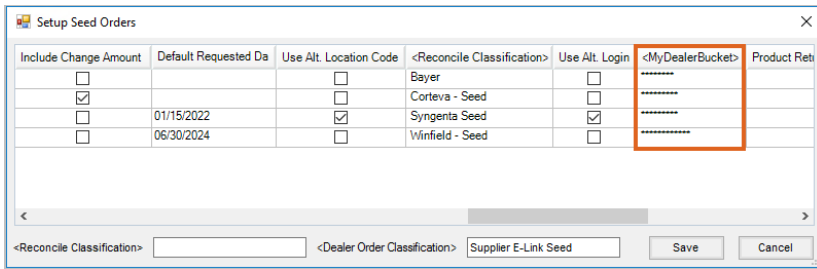 Setup Seed Orders
Include Change Amount Default Requested Da Use Alt. Location Code <Reconcile Classification> Use Alt. Login <MyDealerBucket> Product Retu
Bayer ********
Corteva - Seed *********
01/15/2022 Syngenta Seed *********
06/30/2024 Winfield - Seed ************
<Reconcile Classification> <Dealer Order Classification> Supplier E-Link Seed Save Cancel